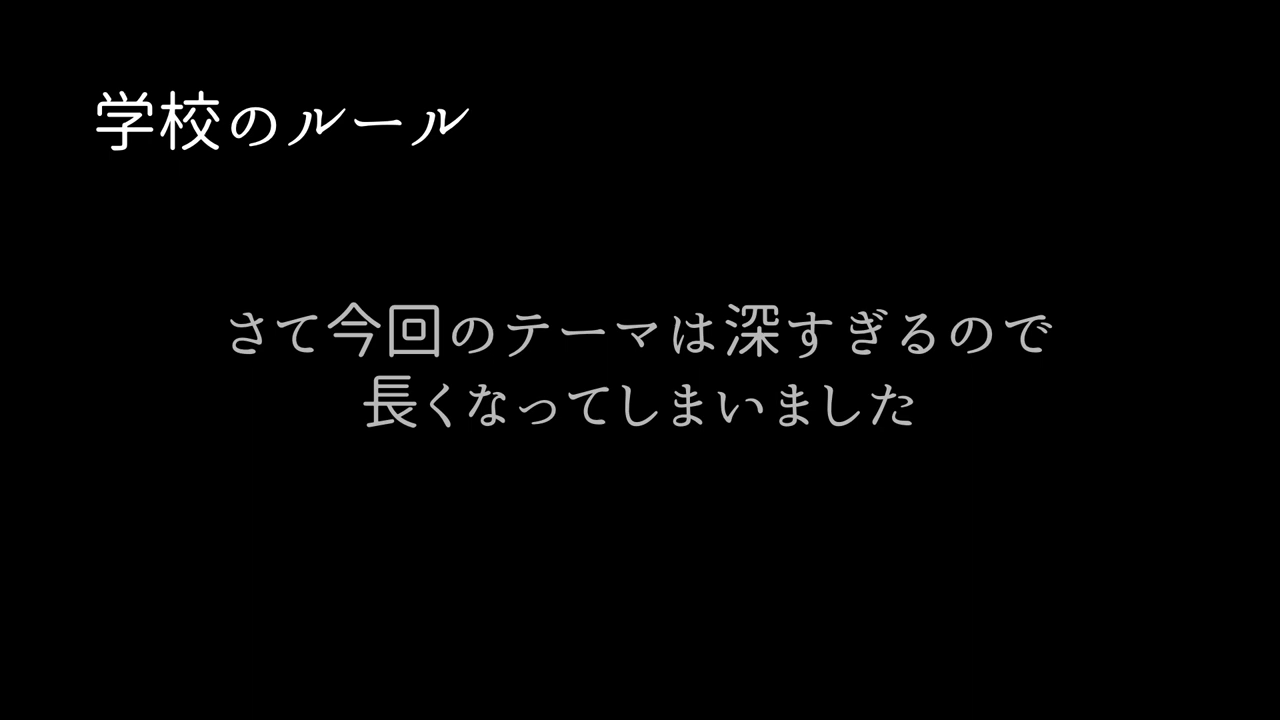 学校のルール
さて今回のテーマは深すぎるので
長くなってしまいました